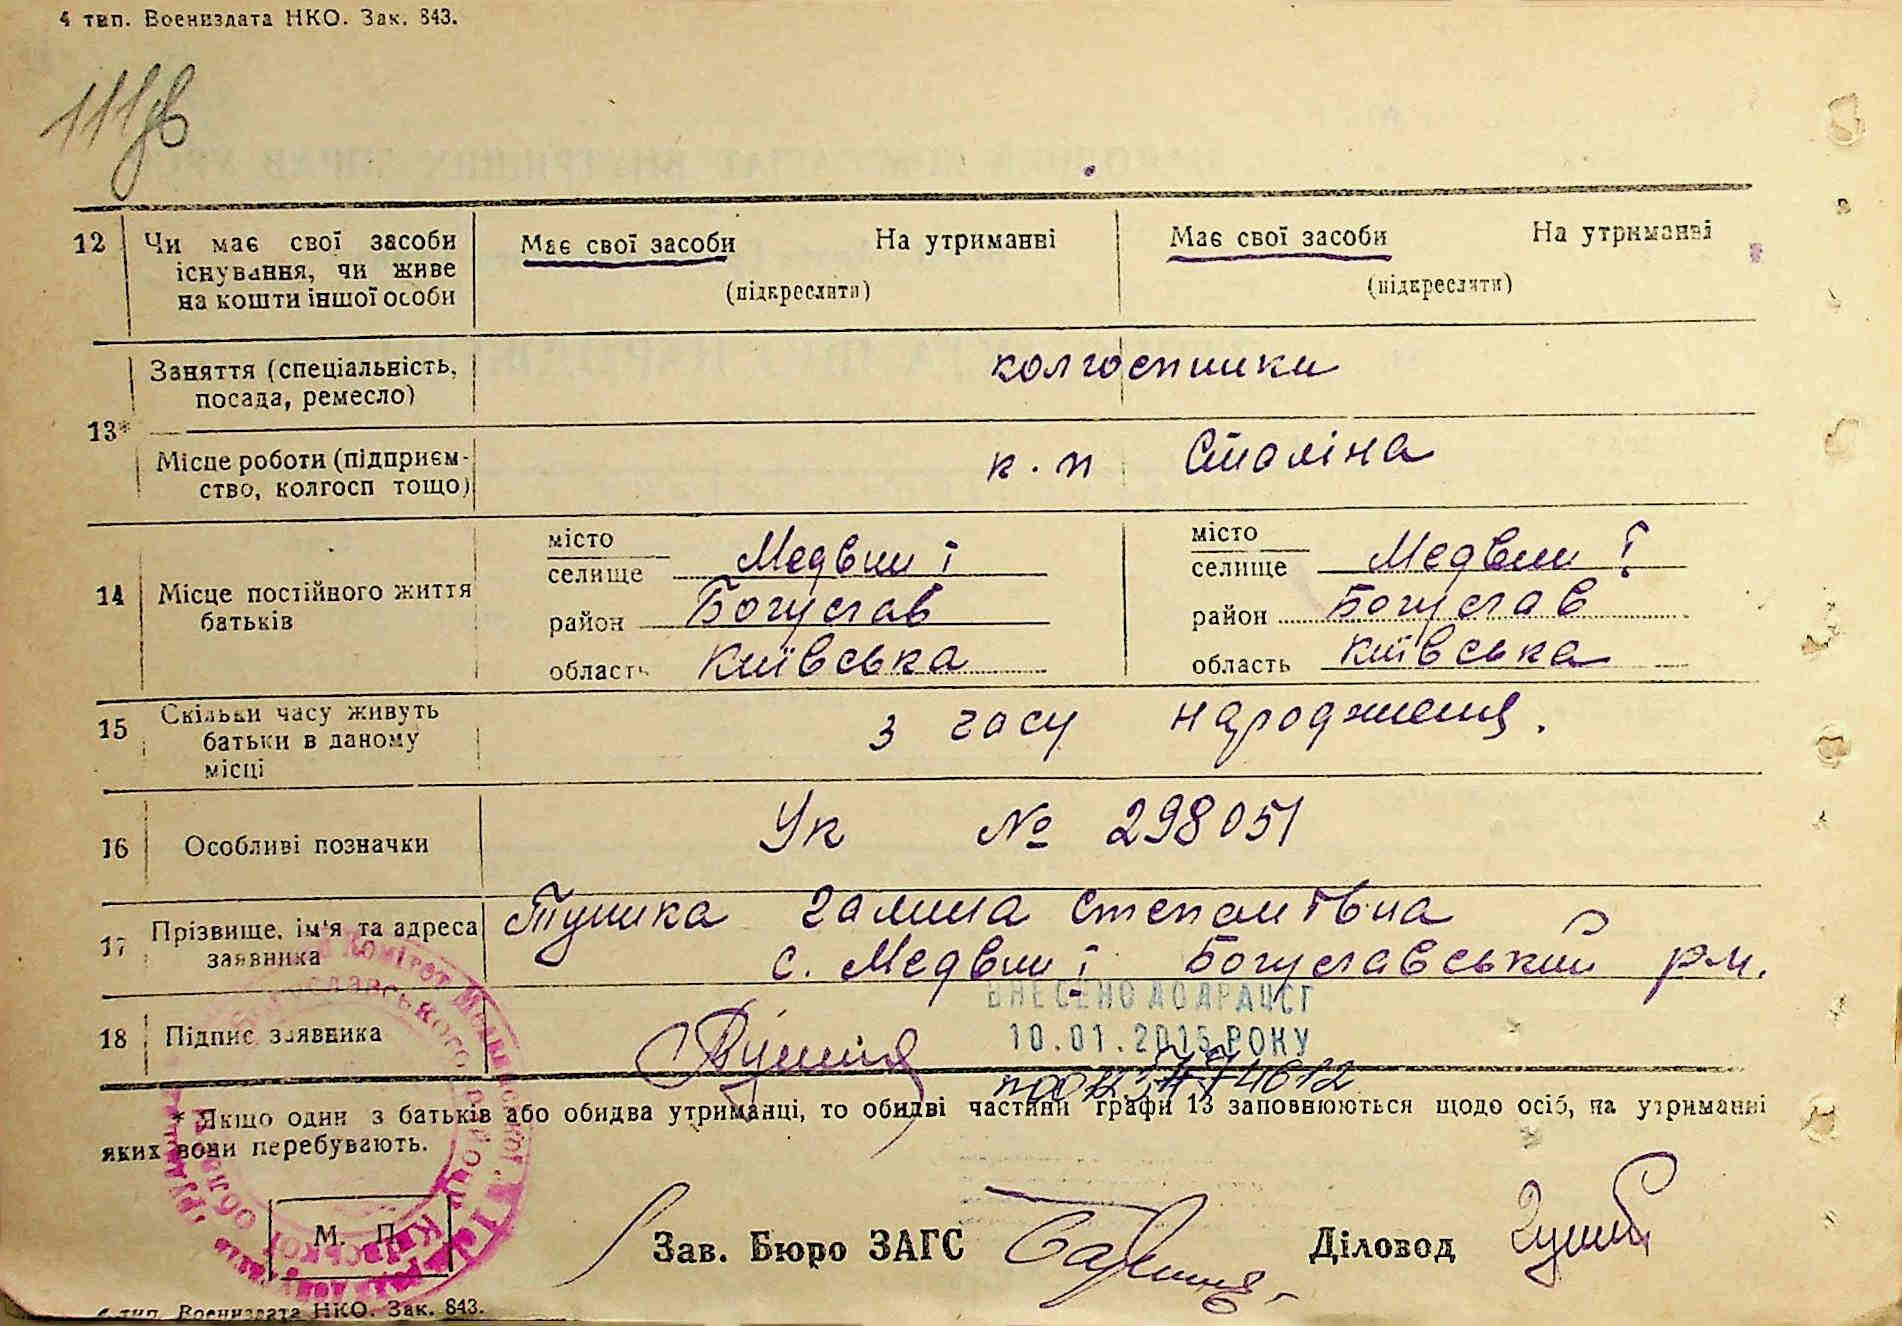 4 тип. Воениздата НКО. Зак. 843.
111зв
12 Чи має свої засоби існування, чи живе на кошти іншої особи
Має свої засоби На утриманні
(підкреслити)
Має свої засоби На утриманні
(підкреслити)
13*
Заняття (спеціальність, посада, ремесло)
колгоспники
Місце роботи (підприєм-
ство, колгосп тощо)
к. п Сталіна
14 Місце постійного життя
батьків
місто
селище Медвин і
район Богуслав
область Київська
місто
селище Медвин і
район Богуслав
область Київська
15 Скільки часу живуть
батьки в даному
місці
з часу народження.
16 Особливі позначки
Ук № 298051
17 Прізвище, ім'я та адреса
заявника
Галина Степанівна
с. Медвин і Богуславський р-н.
ВНЕСЕНО ДО ДРАЦСГ
10.01.2015 РОКУ
18 Підпис заявника
* Якщо один з батьків або обидва утриманці, то обидві частини графи 13 заповнюються щодо осіб, на утриманні
яких вони перебувають.
М. П.
Зав. Бюро ЗАГС
Діловод
4 тип. Воениздата НКО. Зак. 843.